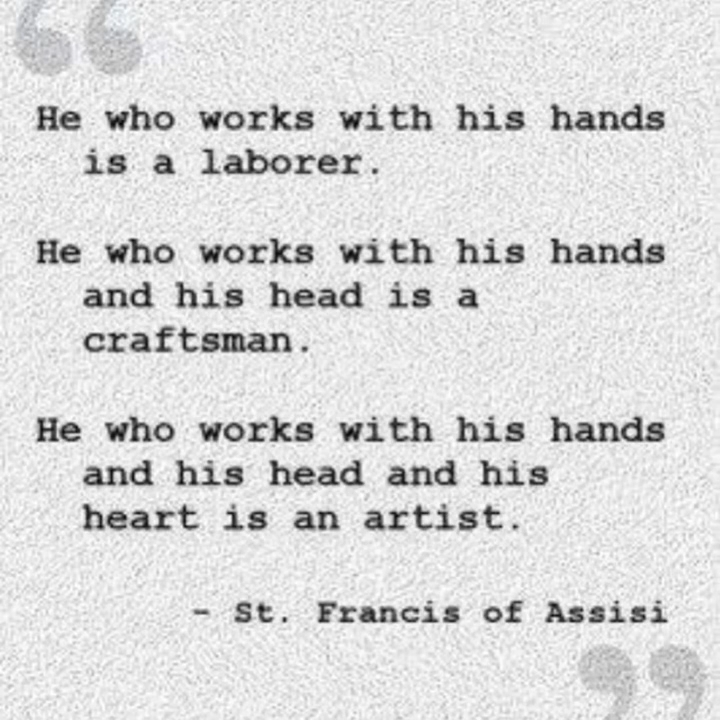 He who works with his hands
is a laborer.
He who works with his hands
and his head is a
craftsman.
He who works with his hands
and his head and his
heart is an artist.
– St. Francis of Assisi